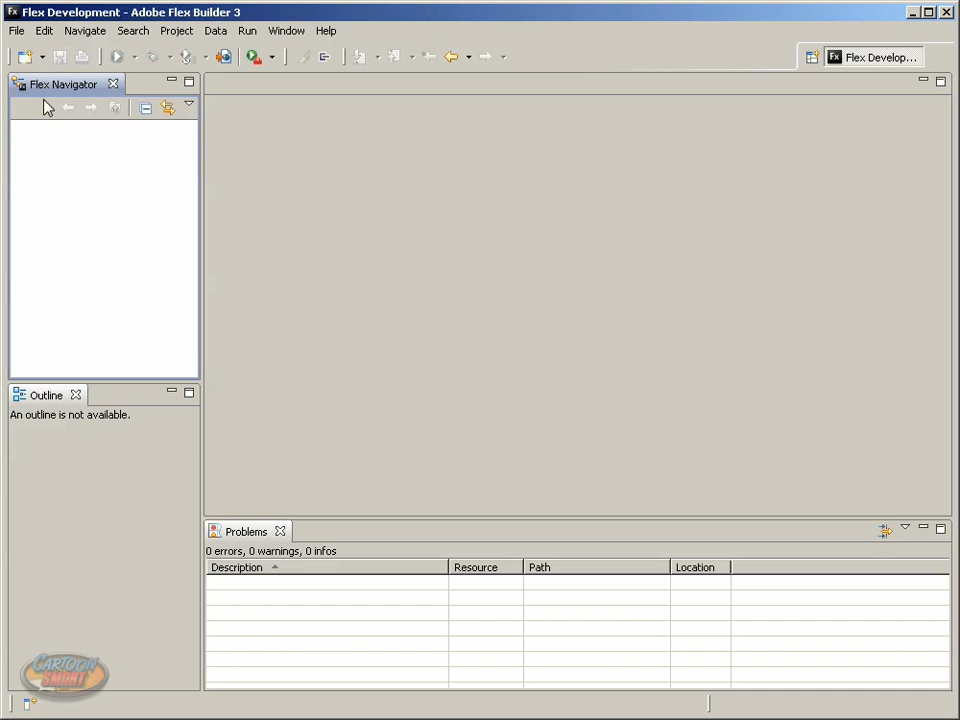 Flex Development - Adobe Flex Builder 3
File Edit Navigate Search Project Data Run Window Help
Fx Flex Develop...
Flex Navigator
Outline
An outline is not available.
Problems
0 errors, 0 warnings, 0 infos
Description Resource Path Location
CARTOON
SMART